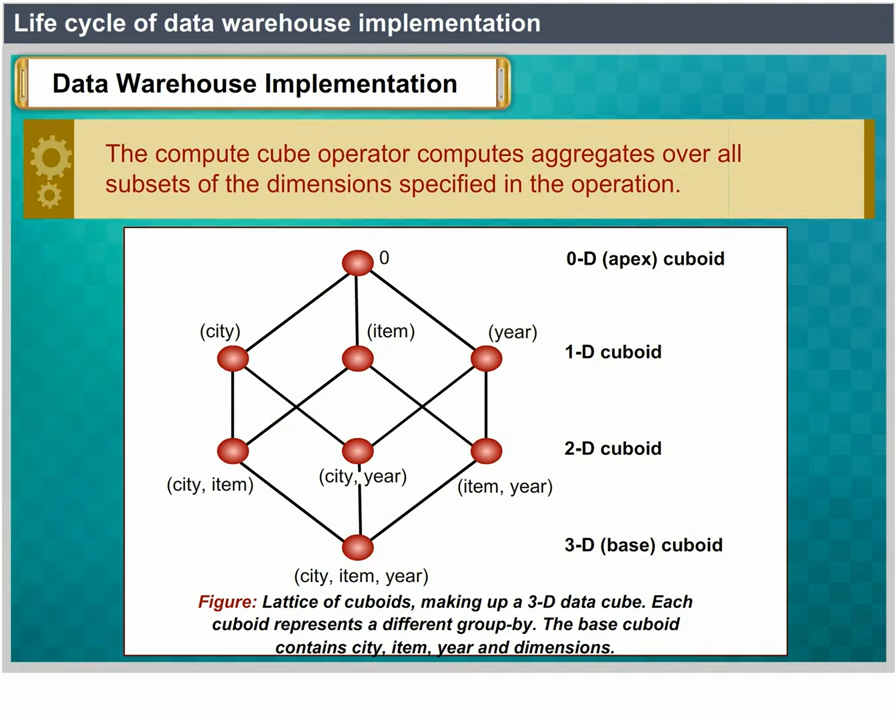 Life cycle of data warehouse implementation
Data Warehouse Implementation
The compute cube operator computes aggregates over all
subsets of the dimensions specified in the operation.
0
0-D (apex) cuboid
(city)
(item)
(year)
1-D cuboid
2-D cuboid
(city, item)
(city, year)
(item, year)
3-D (base) cuboid
(city, item, year)
Figure: Lattice of cuboids, making up a 3-D data cube. Each
cuboid represents a different group-by. The base cuboid
contains city, item, year and dimensions.